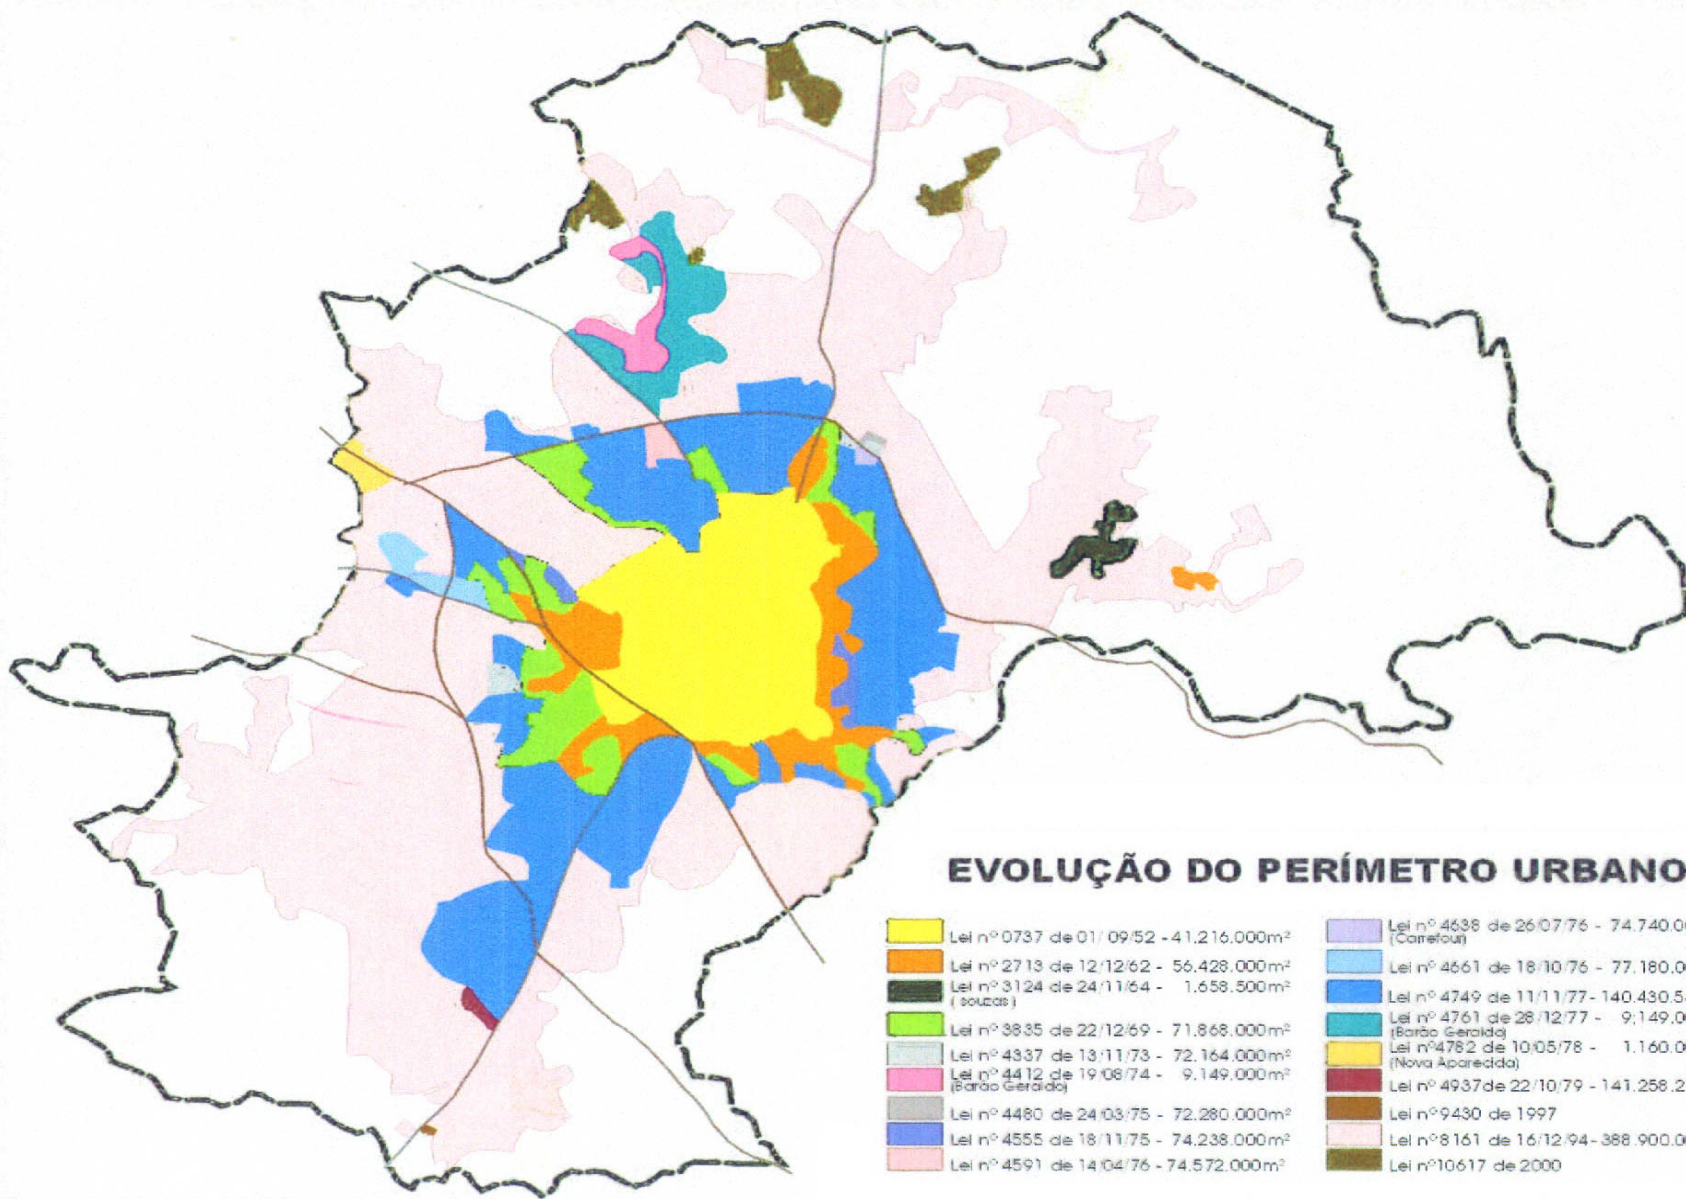 EVOLUÇÃO DO PERÍMETRO URBANO
Lei nº 0737 de 01/ 09/52 - 41.216.000m²
Lei nº 2713 de 12/12/62 - 56.428.000m²
Lei nº 3124 de 24/11/64 - 1.658.500m²
( souzas )
Lei nº 3835 de 22/12/69 - 71.868.000m²
Lei nº 4337 de 13/11/73 - 72.164.000m²
Lei nº 4412 de 19/08/74 - 9.149.000m²
(Barão Geraldo)
Lei nº 4480 de 24/03/75 - 72.280.000m²
Lei nº 4555 de 18/11/75 - 74.238.000m²
Lei nº 4591 de 14/04/76 - 74.572.000m²
Lei nº 4638 de 26/07/76 - 74.740.0
(Carrefour)
Lei nº 4661 de 18/10/76 - 77.180.0
Lei nº 4749 de 11/11/77 - 140.430.5
Lei nº 4761 de 28/12/77 - 9;149.0
(Barão Geraldo)
Lei nº4782 de 10/05/78 - 1.160.0
(Nova Aparecida)
Lei nº 4937de 22/10/79 - 141.258.2
Lei nº9430 de 1997
Lei nº8161 de 16/12/94-388.900.0
Lei nº10617 de 2000